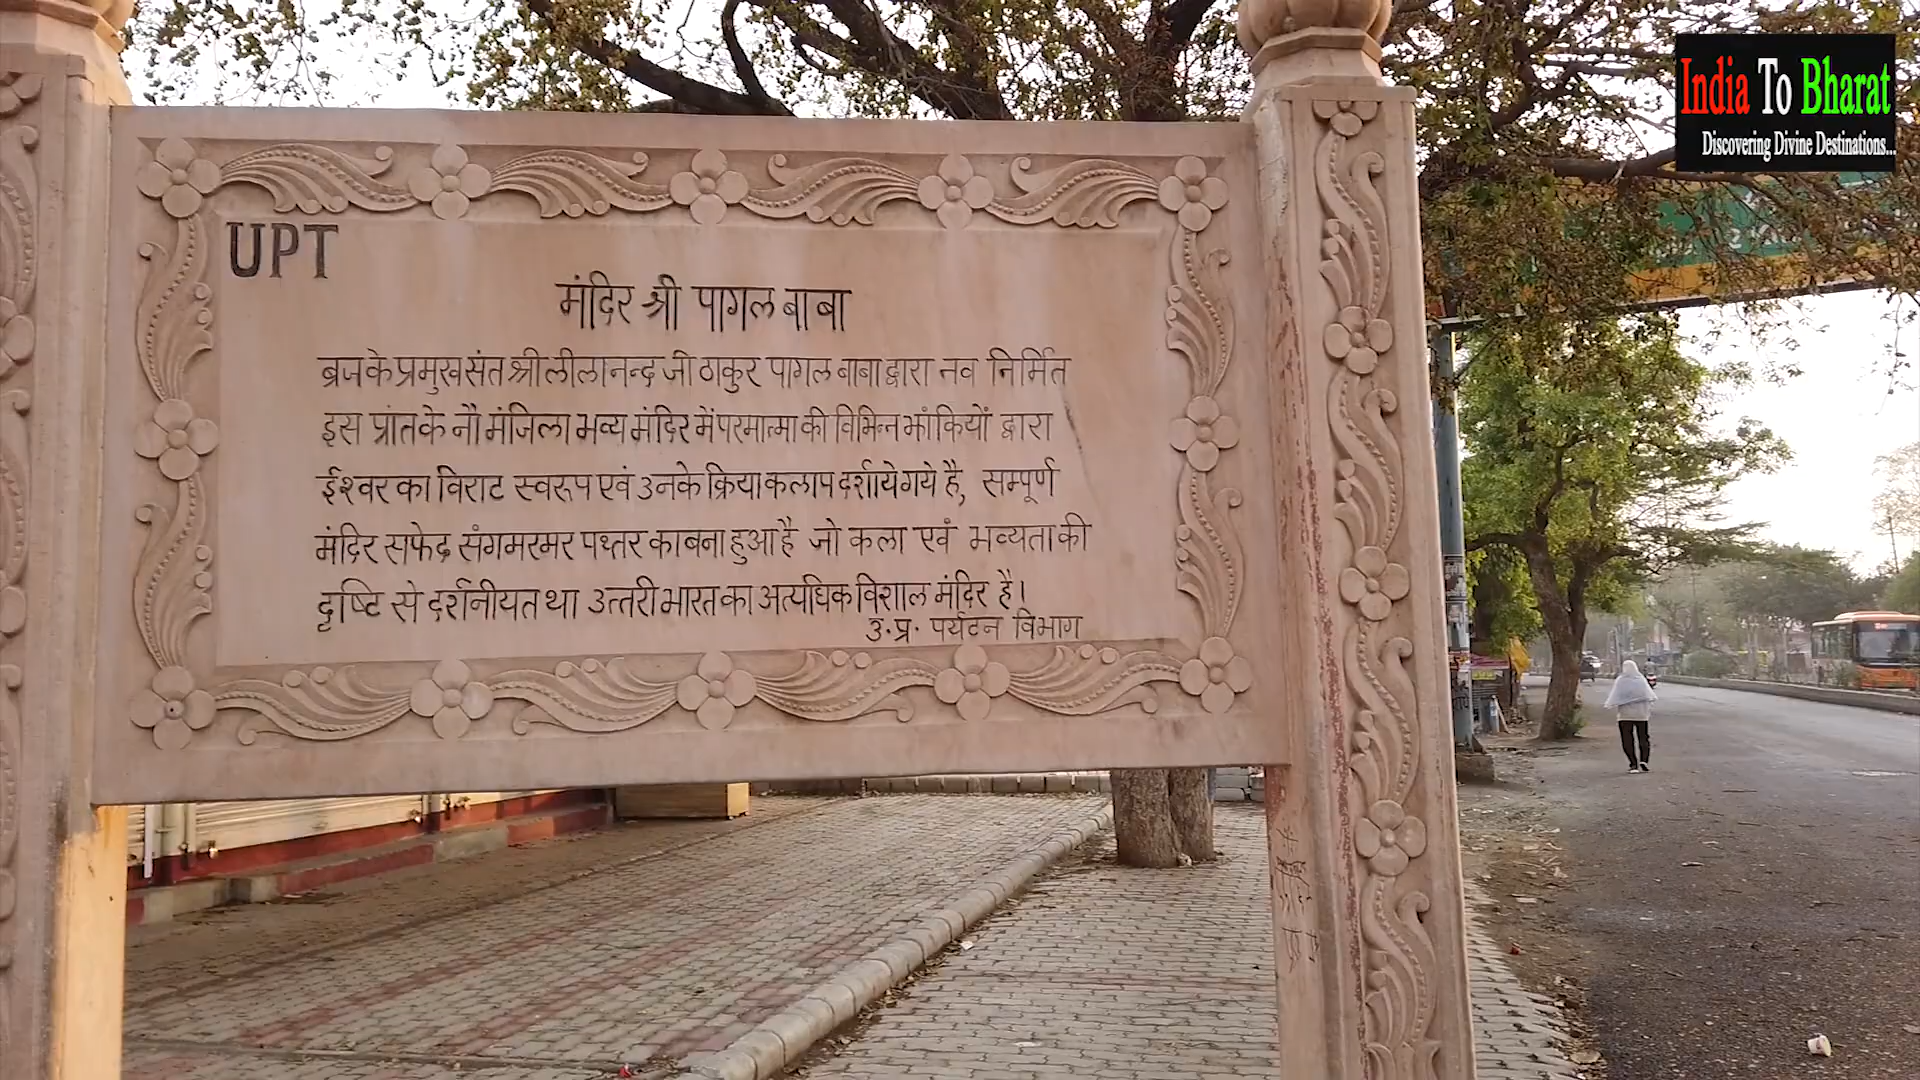 UPT
मंदिर श्री पागल बाबा
ब्रज के प्रमुख संत श्री लीलानन्द जी ठाकुर पागल बाबा द्वारा नव निर्मित
इस प्रांत के नौ मंजिला भव्य मंदिर में परमात्मा की विभिन्न झांकियों द्वारा
ईश्वर का विराट स्वरूप एवं उनके क्रिया कलाप दर्शाये गये है, सम्पूर्ण
मंदिर सफेद संगमरमर पथ्तर का बना हुआ है जो कला एवं भव्यता की
दृष्टि से दर्शनीय तथा उत्तरी भारत का अत्यधिक विशाल मंदिर है।
उ.प्र. पर्यटन विभाग
India To Bharat
Discovering Divine Destinations...